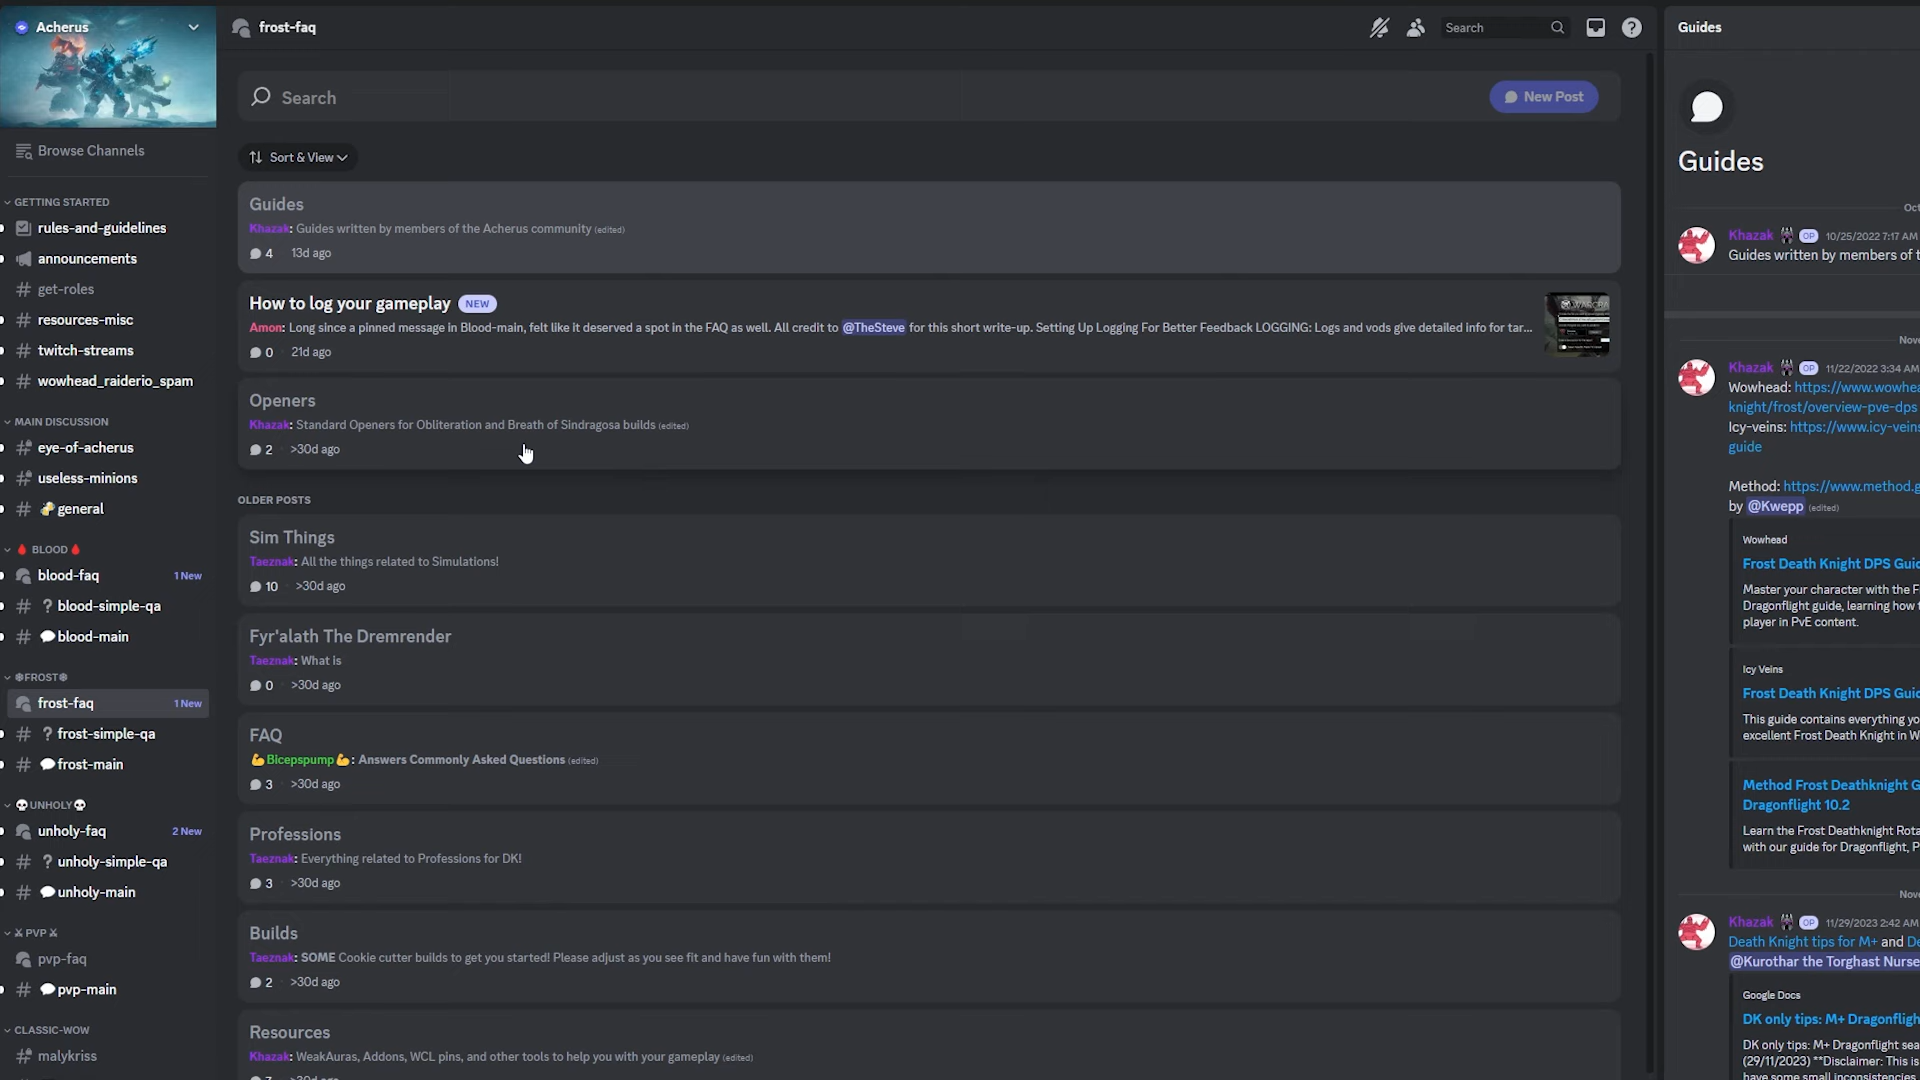 Acherus
Browse Channels
GETTING STARTED
rules-and-guidelines
announcements
get-roles
resources-misc
twitch-streams
wowhead_raiderio_spam
MAIN DISCUSSION
eye-of-acherus
useless-minions
general
BLOOD
blood-faq 1 New
? blood-simple-qa
blood-main
FROST
frost-faq 1 New
? frost-simple-qa
frost-main
UNHOLY
unholy-faq 2 New
? unholy-simple-qa
unholy-main
PVP
pvp-faq
pvp-main
CLASSIC-WOW
malykriss
frost-faq
Search
Search
New Post
Sort & View
Guides
Khazak: Guides written by members of the Acherus community (edited)
4 13d ago
How to log your gameplay NEW
Amon: Long since a pinned message in Blood-main, felt like it deserved a spot in the FAQ as well. All credit to @TheSteve for this short write-up. Setting Up Logging For Better Feedback LOGGING: Logs and vods give detailed info for tar...
0 21d ago
Openers
Khazak: Standard Openers for Obliteration and Breath of Sindragosa builds (edited)
2 · >30d ago
OLDER POSTS
Sim Things
Taeznak: All the things related to Simulations!
10 · >30d ago
Fyr'alath The Dremrender
Taeznak: What is
0 · >30d ago
FAQ
Bicepspump: Answers Commonly Asked Questions (edited)
3 · >30d ago
Professions
Taeznak: Everything related to Professions for DK!
3 · >30d ago
Builds
Taeznak: SOME Cookie cutter builds to get you started! Please adjust as you see fit and have fun with them!
2 · >30d ago
Resources
Khazak: WeakAuras, Addons, WCL pins, and other tools to help you with your gameplay (edited)
>30d ago
Guides
Guides
Oct
Khazak OP 10/25/2022 7:17 AM
Guides written by members of t
Nove
Khazak OP 11/22/2022 3:34 AM
Wowhead: https://www.wowhea
knight/frost/overview-pve-dps
Icy-veins: https://www.icy-veins
guide
Method: https://www.method.g
by @Kwepp (edited)
Wowhead
Frost Death Knight DPS Guid
Master your character with the F
Dragonflight guide, learning how t
player in PvE content.
Icy Veins
Frost Death Knight DPS Guid
This guide contains everything yo
excellent Frost Death Knight in W
Method Frost Deathknight G
Dragonflight 10.2
Learn the Frost Deathknight Rota
with our guide for Dragonflight, P
Nove
Khazak OP 11/29/2023 2:42 AM
Death Knight tips for M+ and De
@Kurothar the Torghast Nurse
Google Docs
DK only tips: M+ Dragonfligh
DK only tips: M+ Dragonflight sea
(29/11/2023) **Disclaimer: This is
have some small inconsistencies